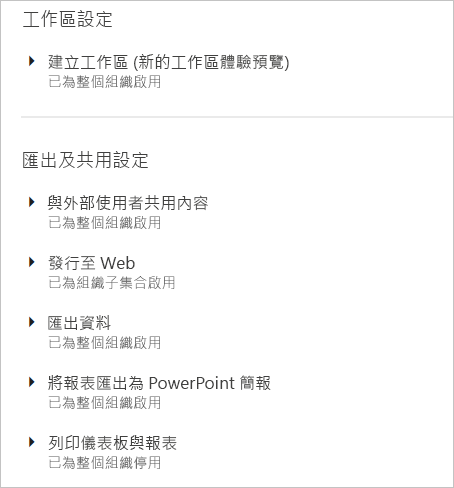 工作區設定
建立工作區 (新的工作區體驗預覽)
已為整個組織啟用
匯出及共用設定
與外部使用者共用內容
已為整個組織啟用
發行至 Web
已為組織子集合啟用
匯出資料
已為整個組織啟用
將報表匯出為 PowerPoint 簡報
已為整個組織啟用
列印儀表板與報表
已為整個組織停用